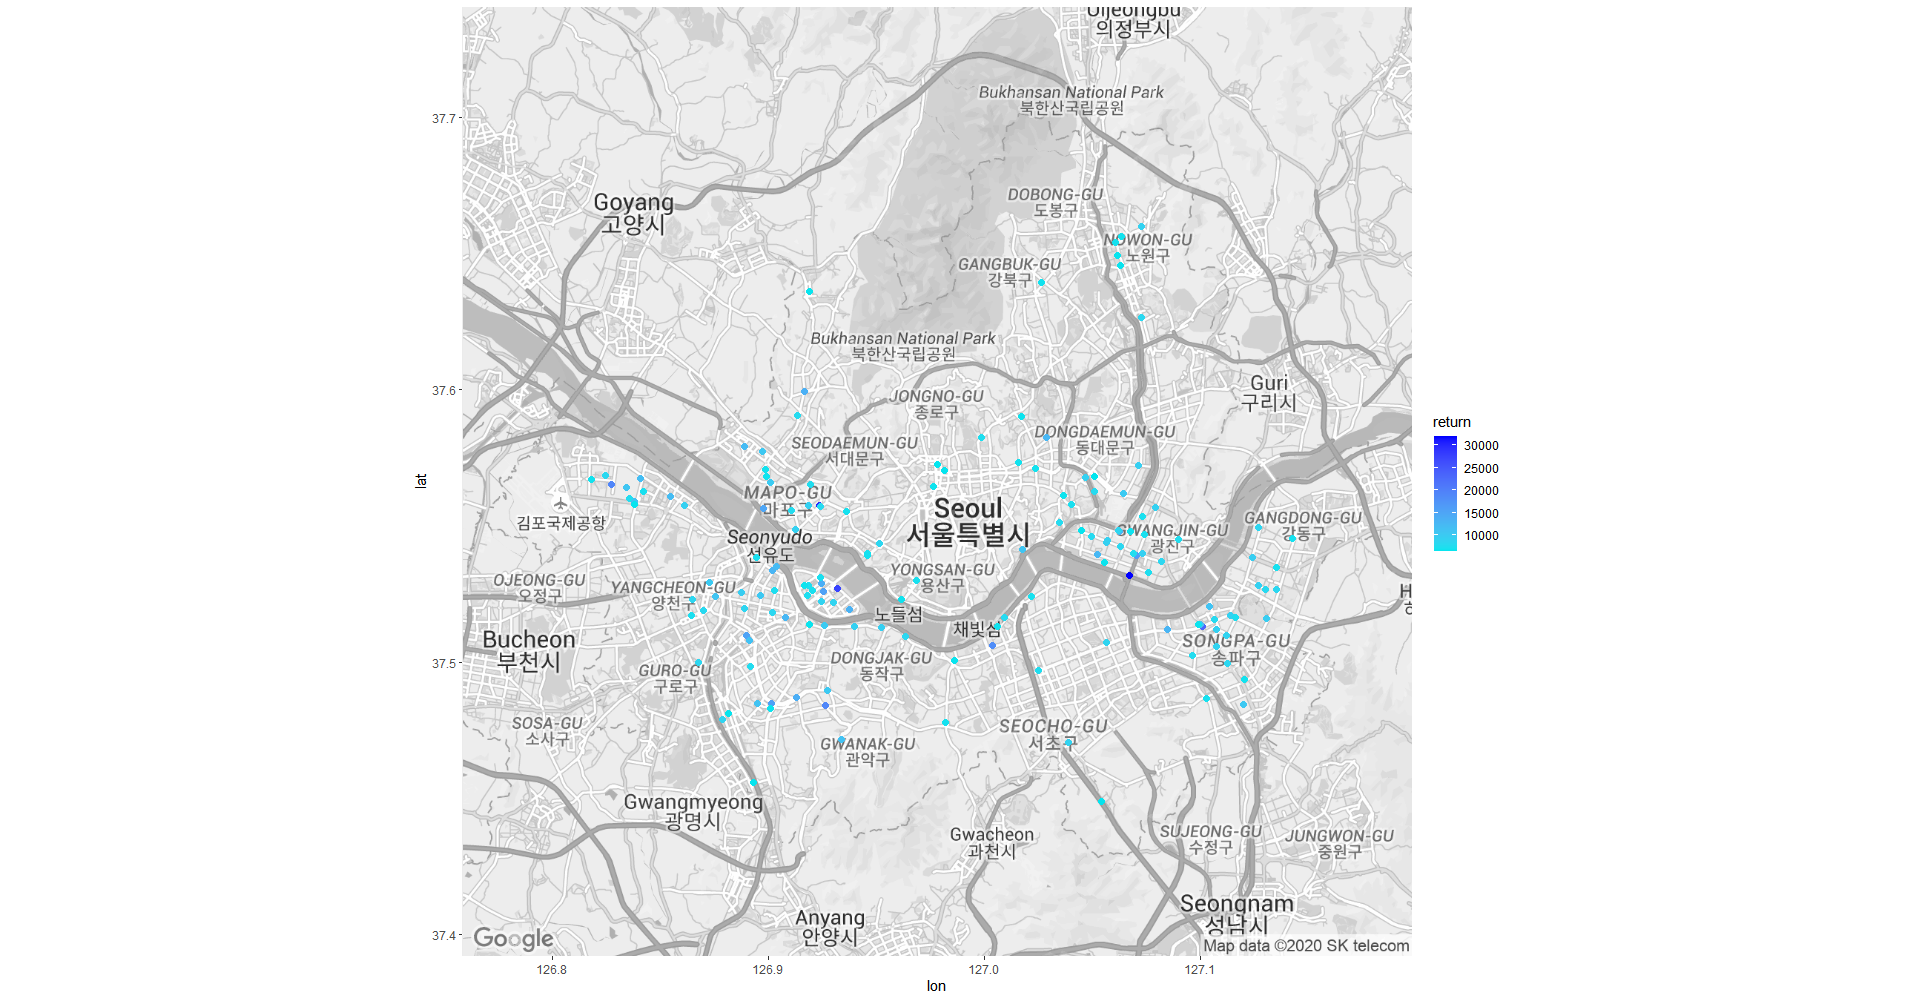 Uijeongbu
의정부시
Bukhansan National Park
북한산국립공원
37.7
DOBONG-GU
도봉구
Goyang
고양시
NOWON-GU
노원구
GANGBUK-GU
강북구
Bukhansan National Park
북한산국립공원
37.6
Guri
구리시
JONGNO-GU
종로구
return
30000
25000
20000
15000
10000
SEODAEMUN-GU
서대문구
DONGDAEMUN-GU
동대문구
lat
MAPO-GU
마포구
Seoul
서울특별시
김포국제공항
GANGDONG-GU
강동구
GWANGJIN-GU
광진구
Seonyudo
선유도
YONGSAN-GU
용산구
OJEONG-GU
오정구
YANGCHEON-GU
양천구
노들섬
채빛섬
Bucheon
부천시
SONGPA-GU
송파구
37.5
DONGJAK-GU
동작구
GURO-GU
구로구
SOSA-GU
소사구
SEOCHO-GU
서초구
GWANAK-GU
관악구
Gwangmyeong
광명시
Gwacheon
과천시
SUJEONG-GU
수정구
JUNGWON-GU
중원구
Seongnam
성남시
Anyang
안양시
37.4
Google
Map data ©2020 SK telecom
126.8
126.9
127.0
127.1
lon